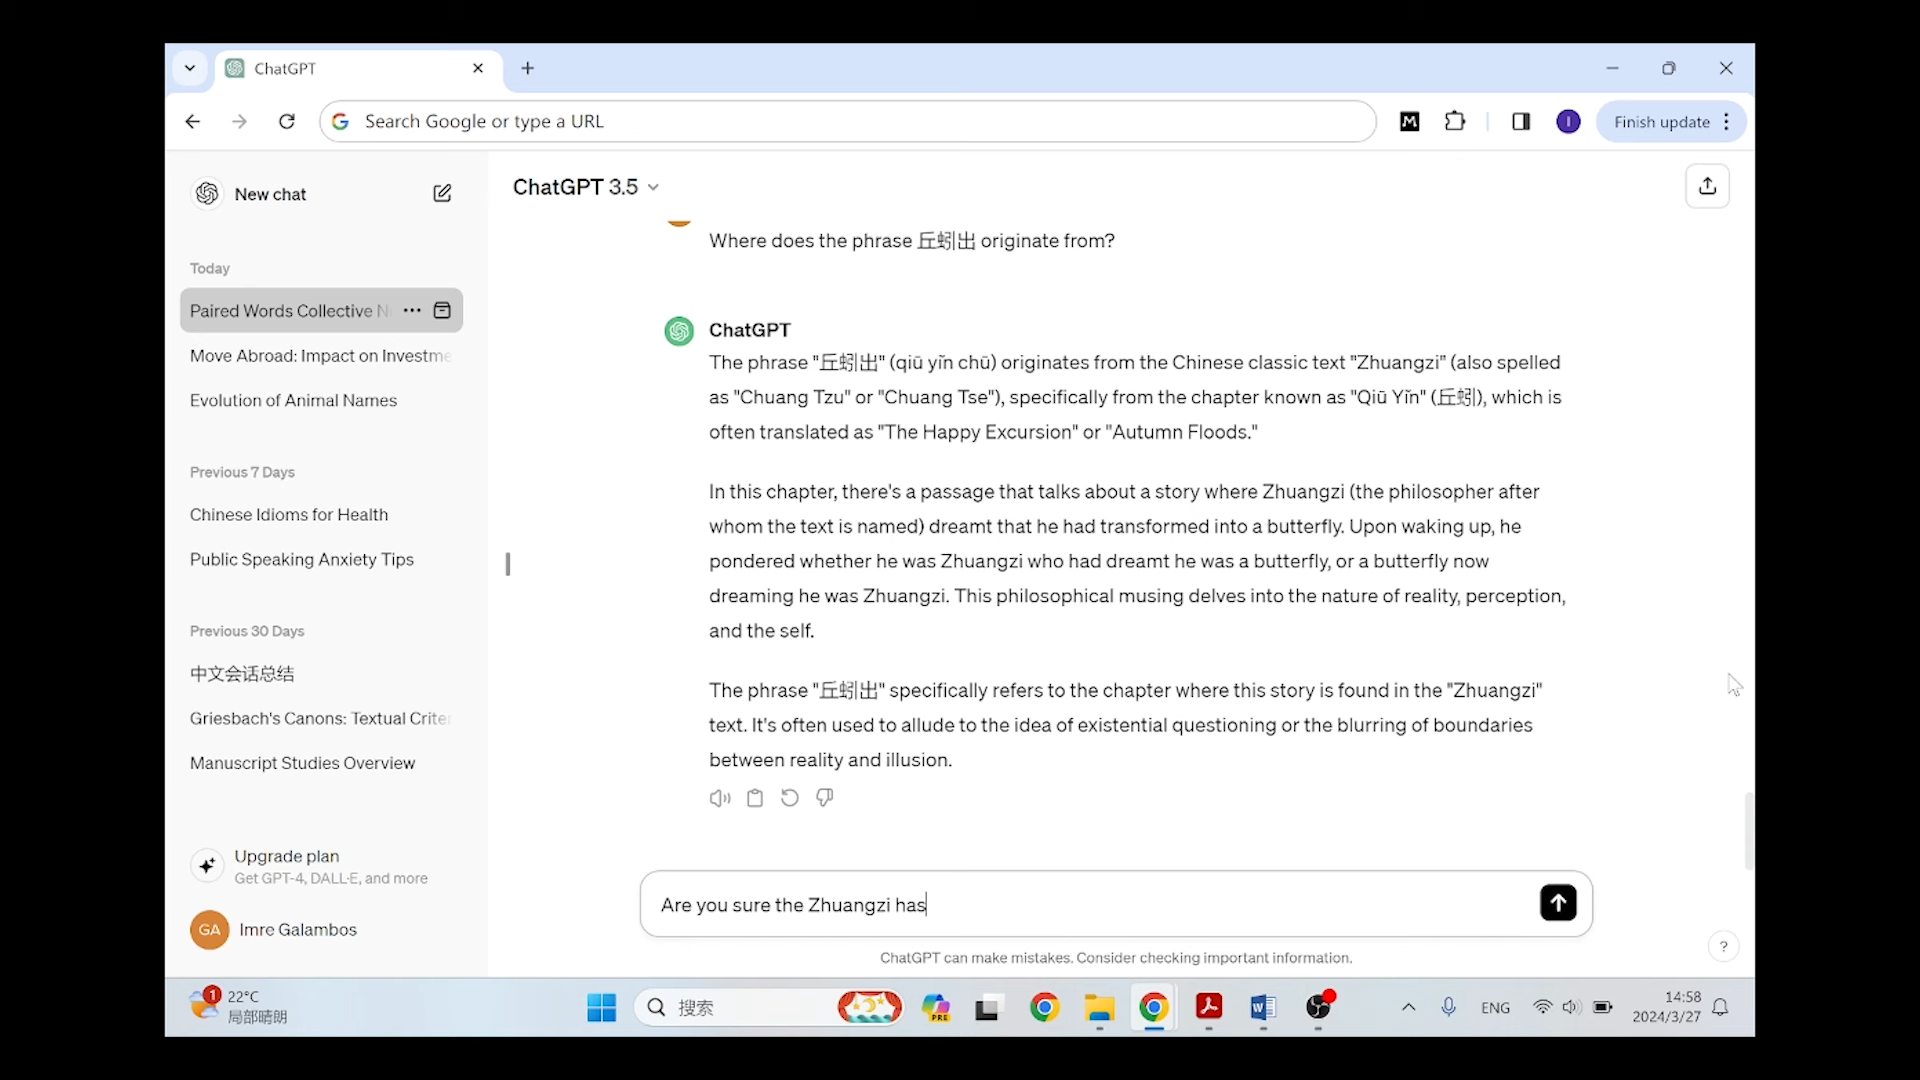 ChatGPT
Search Google or type a URL
Finish update
New chat
Today
Paired Words Collective N
Move Abroad: Impact on Investme
Evolution of Animal Names
Previous 7 Days
Chinese Idioms for Health
Public Speaking Anxiety Tips
Previous 30 Days
中文会话总结
Griesbach's Canons: Textual Criter
Manuscript Studies Overview
Upgrade plan
Get GPT-4, DALL·E, and more
GA
Imre Galambos
ChatGPT 3.5
Where does the phrase 丘蚓出 originate from?
ChatGPT
The phrase "丘蚓出" (qiū yǐn chū) originates from the Chinese classic text "Zhuangzi" (also spelled
as "Chuang Tzu" or "Chuang Tse"), specifically from the chapter known as "Qiū Yǐn" (丘蚓), which is
often translated as "The Happy Excursion" or "Autumn Floods."
In this chapter, there's a passage that talks about a story where Zhuangzi (the philosopher after
whom the text is named) dreamt that he had transformed into a butterfly. Upon waking up, he
pondered whether he was Zhuangzi who had dreamt he was a butterfly, or a butterfly now
dreaming he was Zhuangzi. This philosophical musing delves into the nature of reality, perception,
and the self.
The phrase "丘蚓出" specifically refers to the chapter where this story is found in the "Zhuangzi"
text. It's often used to allude to the idea of existential questioning or the blurring of boundaries
between reality and illusion.
Are you sure the Zhuangzi has
ChatGPT can make mistakes. Consider checking important information.
?
1
22°C
局部晴朗
搜索
PRE
W
ENG
14:58
2024/3/27